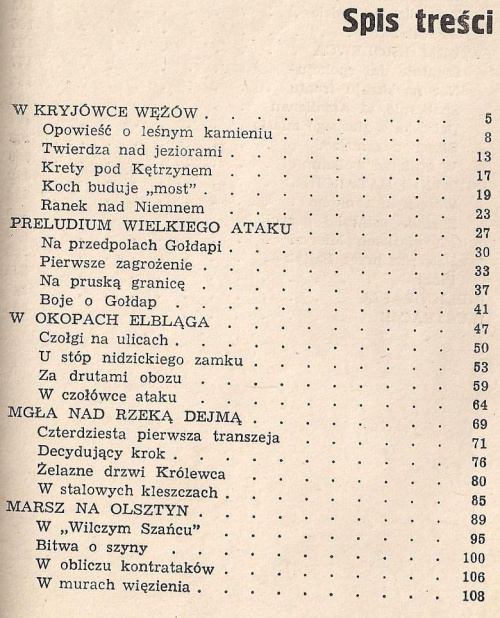 Spis treści
W KRYJÓWCE WĘŻÓW . . . . . . . . 5
Opowieść o leśnym kamieniu . . . . . . 8
Twierdza nad jeziorami . . . . . . . 13
Krety pod Kętrzynem . . . . . . . 17
Koch buduje „most” . . . . . . . . 19
Ranek nad Niemnem . . . . . . . 23
PRELUDIUM WIELKIEGO ATAKU . . . . . 27
Na przedpolach Gołdapi . . . . . . . 30
Pierwsze zagrożenie . . . . . . . . 33
Na pruską granicę . . . . . . . . 37
Boje o Gołdap . . . . . . . . . 41
W OKOPACH ELBLĄGA . . . . . . . 47
Czołgi na ulicach . . . . . . . . . 50
U stóp nidzickiego zamku . . . . . . 53
Za drutami obozu . . . . . . . . 59
W czołówce ataku . . . . . . . . 64
MGŁA NAD RZEKĄ DEJMĄ . . . . . . 69
Czterdziesta pierwsza transzeja . . . . . 71
Decydujący krok . . . . . . . . . 76
Żelazne drzwi Królewca . . . . . . . 80
W stalowych kleszczach . . . . . . . 85
MARSZ NA OLSZTYN . . . . . . . . 89
W „Wilczym Szańcu” . . . . . . . 95
Bitwa o szyny . . . . . . . . . 100
W obliczu kontrataków . . . . . . . 106
W murach więzienia . . . . . . . . 108